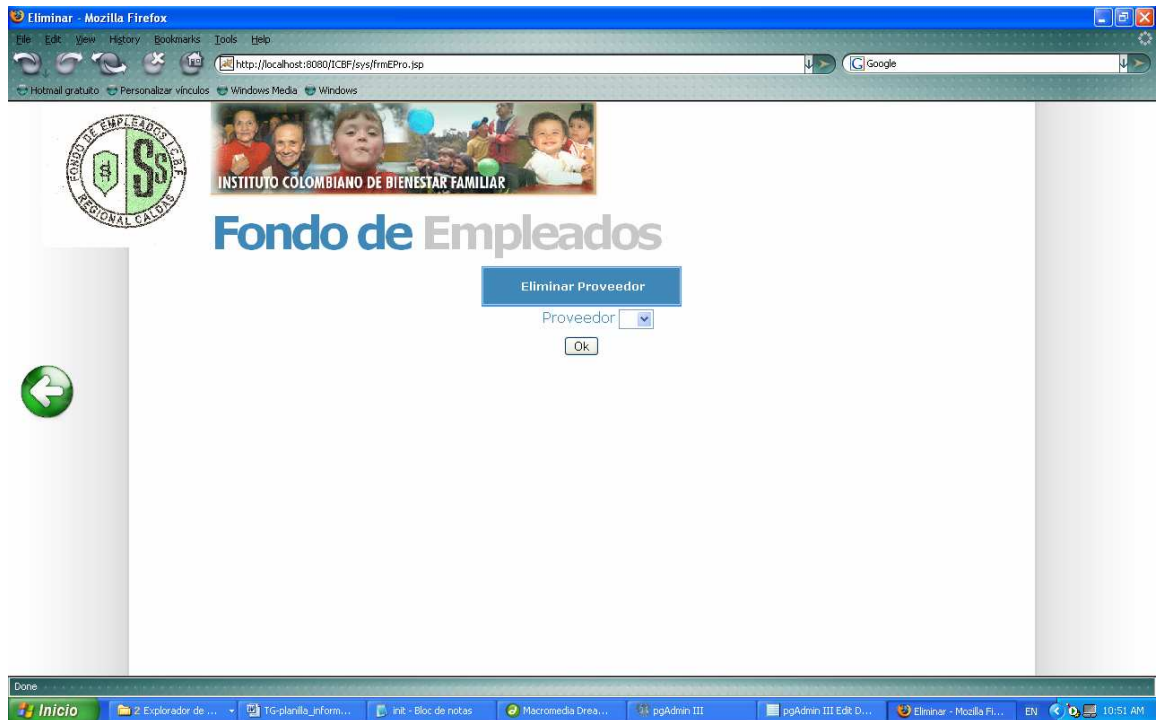 Eliminar - Mozilla Firefox
File Edit View History Bookmarks Tools Help
http://localhost:8080/ICBF/sys/frmEPro.jsp
Google
Hotmail gratuito Personalizar vínculos Windows Media Windows
FONDO DE EMPLEADOS I.C.B.F.
Ss
REGIONAL CALDAS
INSTITUTO COLOMBIANO DE BIENESTAR FAMILIAR
Fondo de Empleados
Eliminar Proveedor
Proveedor
Ok
Done
Inicio 2 Explorador de ... TG-planilla_inform... init - Bloc de notas Macromedia Drea... pgAdmin III pgAdmin III Edit D... Eliminar - Mozilla Fi... EN 10:51 AM